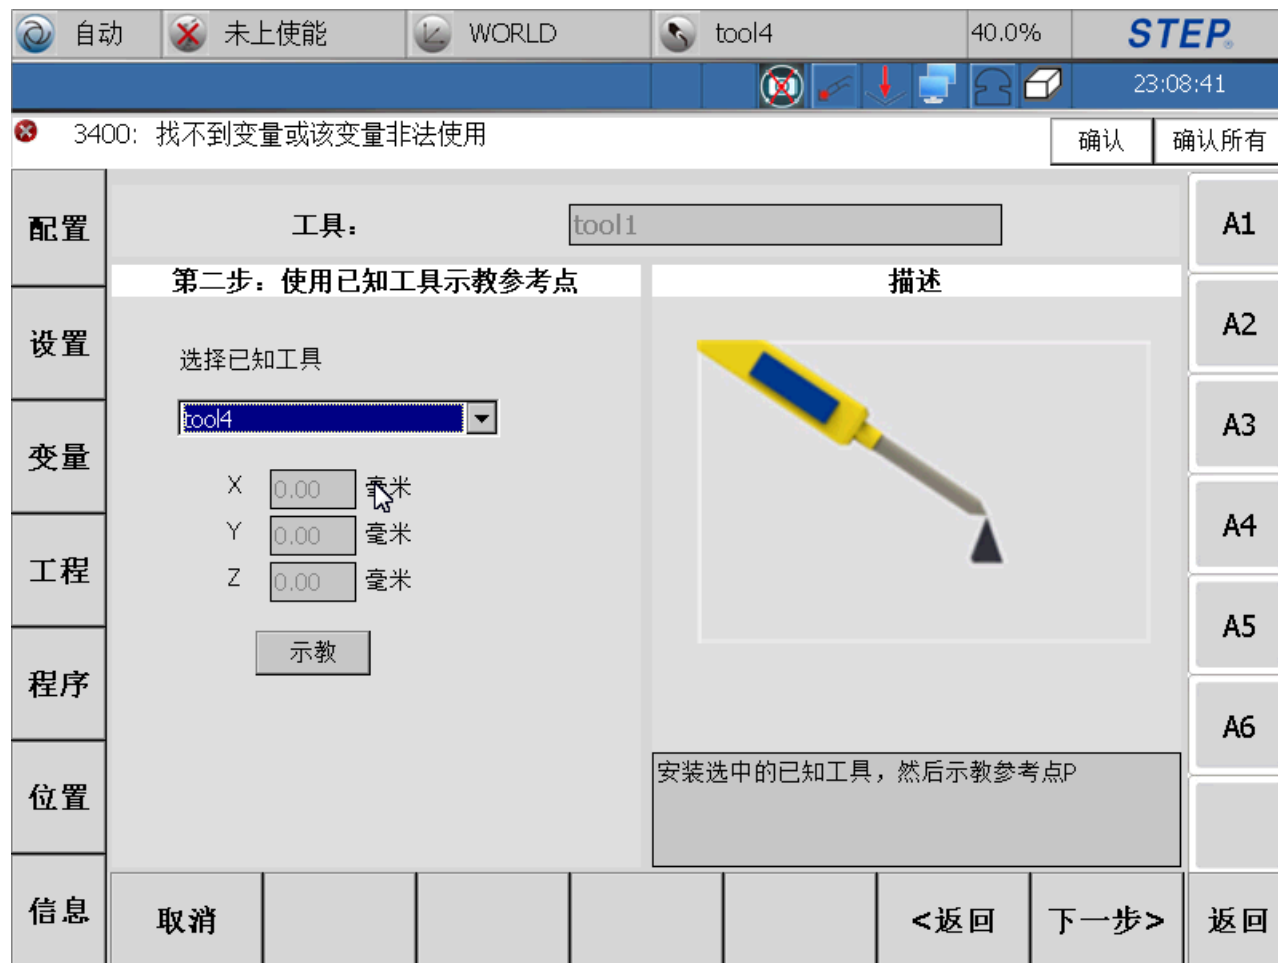 自动 未上使能 WORLD tool4 40.0% STEP®
23:08:41
3400: 找不到变量或该变量非法使用 确认 确认所有
配置
设置
变量
工程
程序
位置
信息
工具: tool1
第二步: 使用已知工具示教参考点
选择已知工具
tool4
X 0.00 毫米
Y 0.00 毫米
Z 0.00 毫米
示教
描述
安装选中的已知工具, 然后示教参考点P
A1
A2
A3
A4
A5
A6
取消 <返回 下一步> 返回